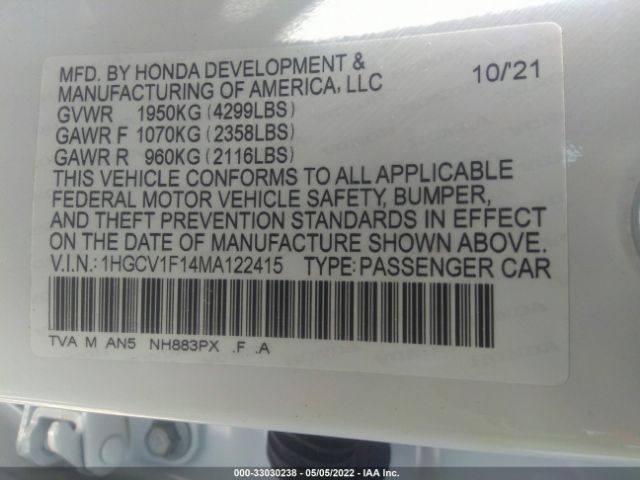 MFD. BY HONDA DEVELOPMENT & 10/'21
MANUFACTURING OF AMERICA, LLC
GVWR 1950KG (4299LBS)
GAWR F 1070KG (2358LBS)
GAWR R 960KG (2116LBS)
THIS VEHICLE CONFORMS TO ALL APPLICABLE
FEDERAL MOTOR VEHICLE SAFETY, BUMPER,
AND THEFT PREVENTION STANDARDS IN EFFECT
ON THE DATE OF MANUFACTURE SHOWN ABOVE.
V.I.N.: 1HGCV1F14MA122415 TYPE: PASSENGER CAR
TVA M AN5 NH883PX .F .A
000-33030238 - 05/05/2022 - IAA Inc.